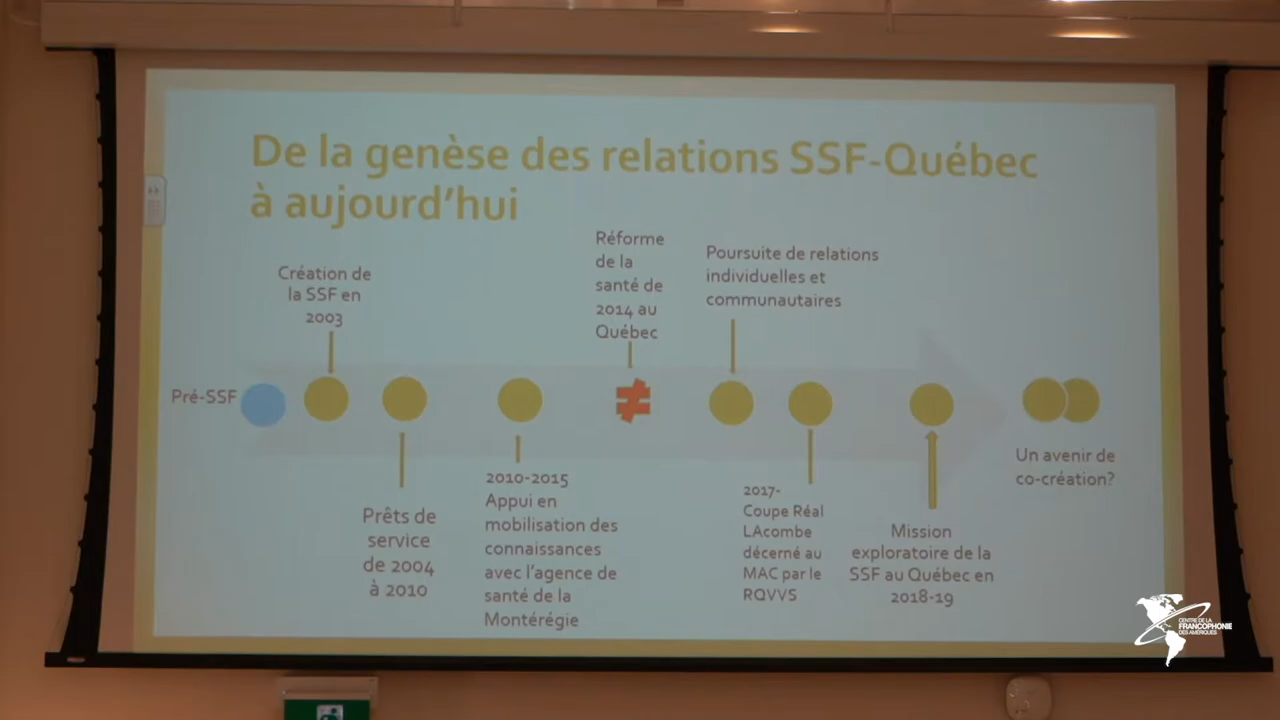 De la genèse des relations SSF-Québec
à aujourd'hui
Pré-SSF
Création de
la SSF en
2003
Prêts de
service
de 2004
à 2010
2010-2015
Appui en
mobilisation des
connaissances
avec l'agence de
santé de la
Montérégie
Réforme
de la
santé de
2014 au
Québec
≠
Poursuite de relations
individuelles et
communautaires
2017-
Coupe Réal
LAcombe
décerné au
MAC par le
RQVVS
Mission
exploratoire de la
SSF au Québec en
2018-19
Un avenir de
co-création?
CENTRE DE LA
FRANCOPHONIE
DES AMÉRIQUES